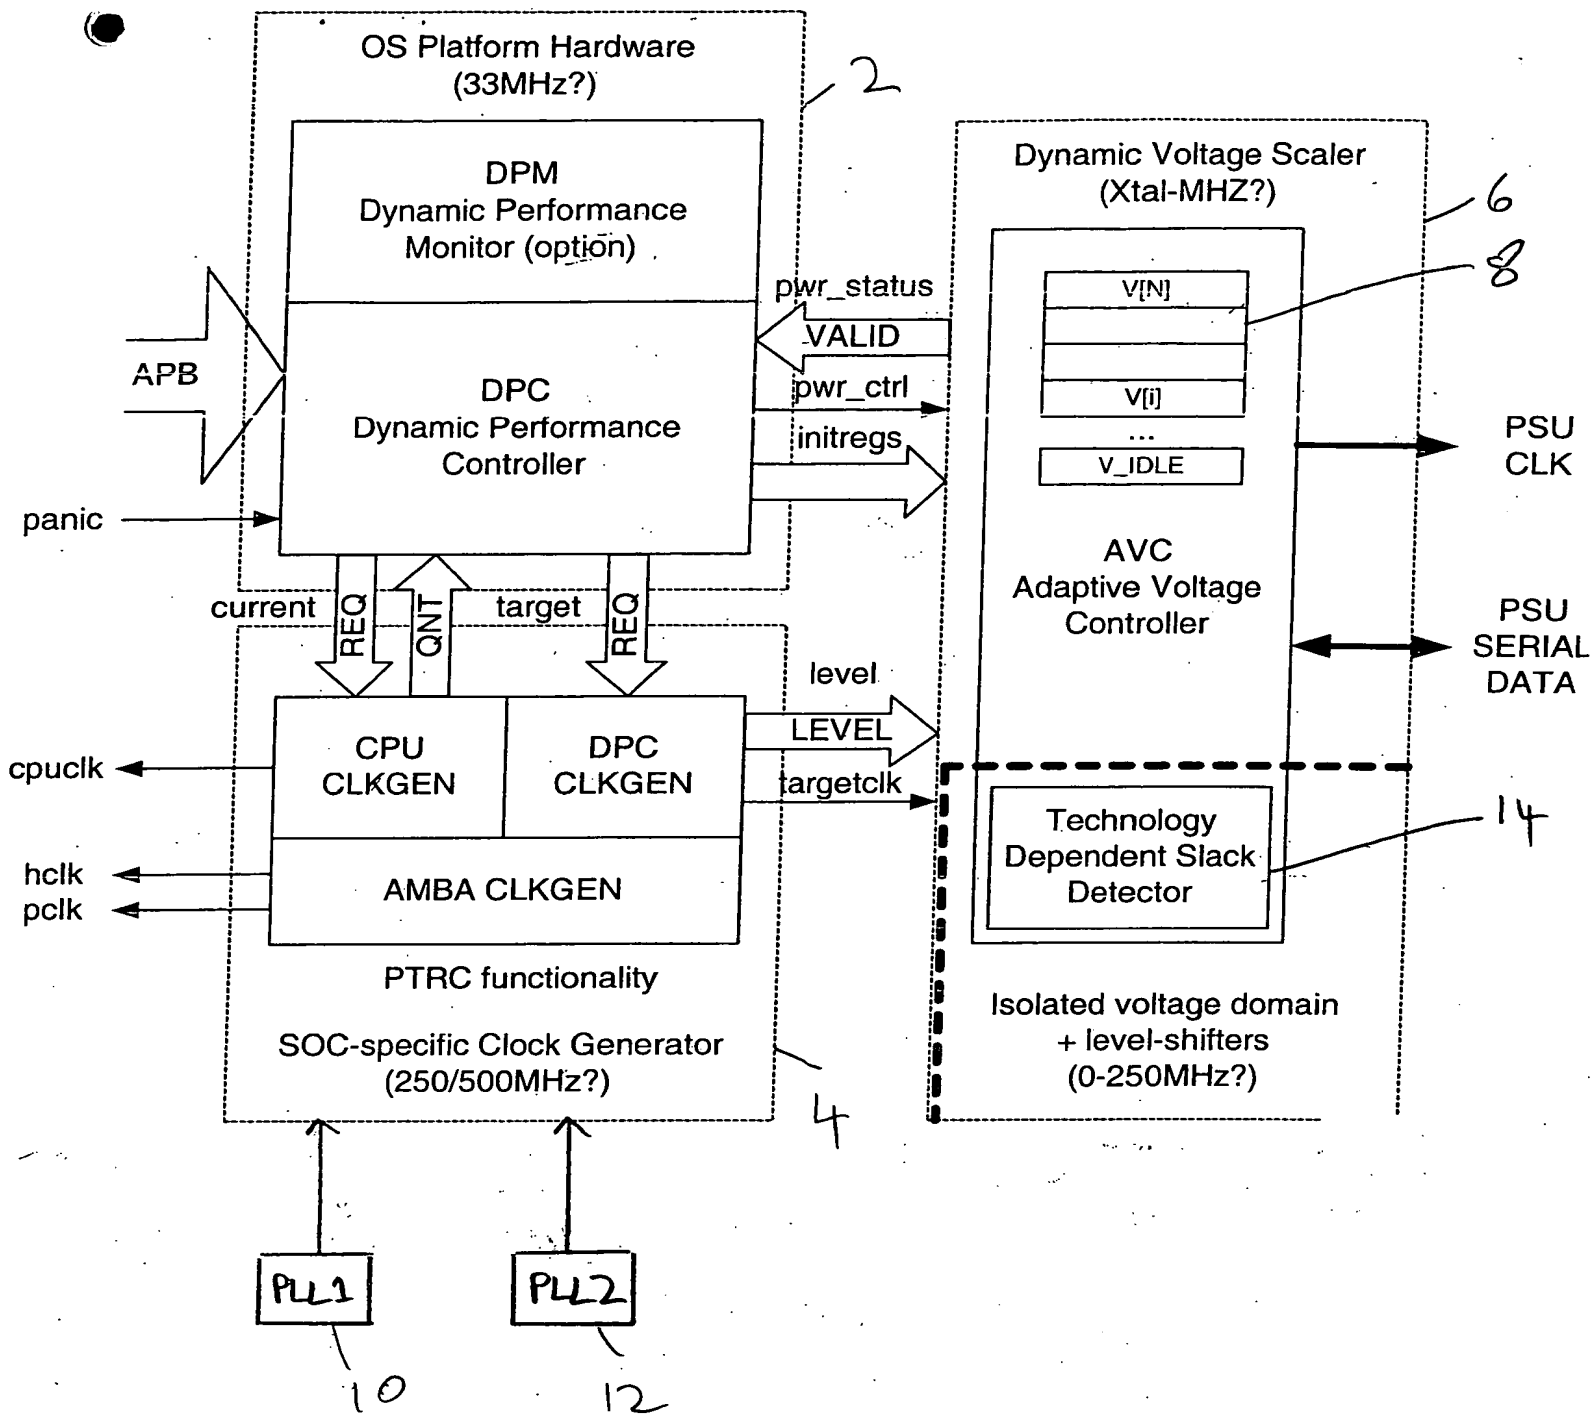 OS Platform Hardware
(33MHz?)
2
DPM
Dynamic Performance
Monitor (option)
APB
DPC
Dynamic Performance
Controller
panic
pwr_status
VALID
pwr_ctrl
initregs
current
REQ
QNT
target
REQ
level
LEVEL
targetclk
CPU
CLKGEN
DPC
CLKGEN
AMBA CLKGEN
cpuclk
hclk
pclk
PTRC functionality
SOC-specific Clock Generator
(250/500MHz?)
4
PLL1
PLL2
10
12
Dynamic Voltage Scaler
(Xtal-MHZ?)
6
8
V[N]
V[i]
...
V_IDLE
AVC
Adaptive Voltage
Controller
PSU
CLK
PSU
SERIAL
DATA
Technology
Dependent Slack
Detector
14
Isolated voltage domain
+ level-shifters
(0-250MHz?)